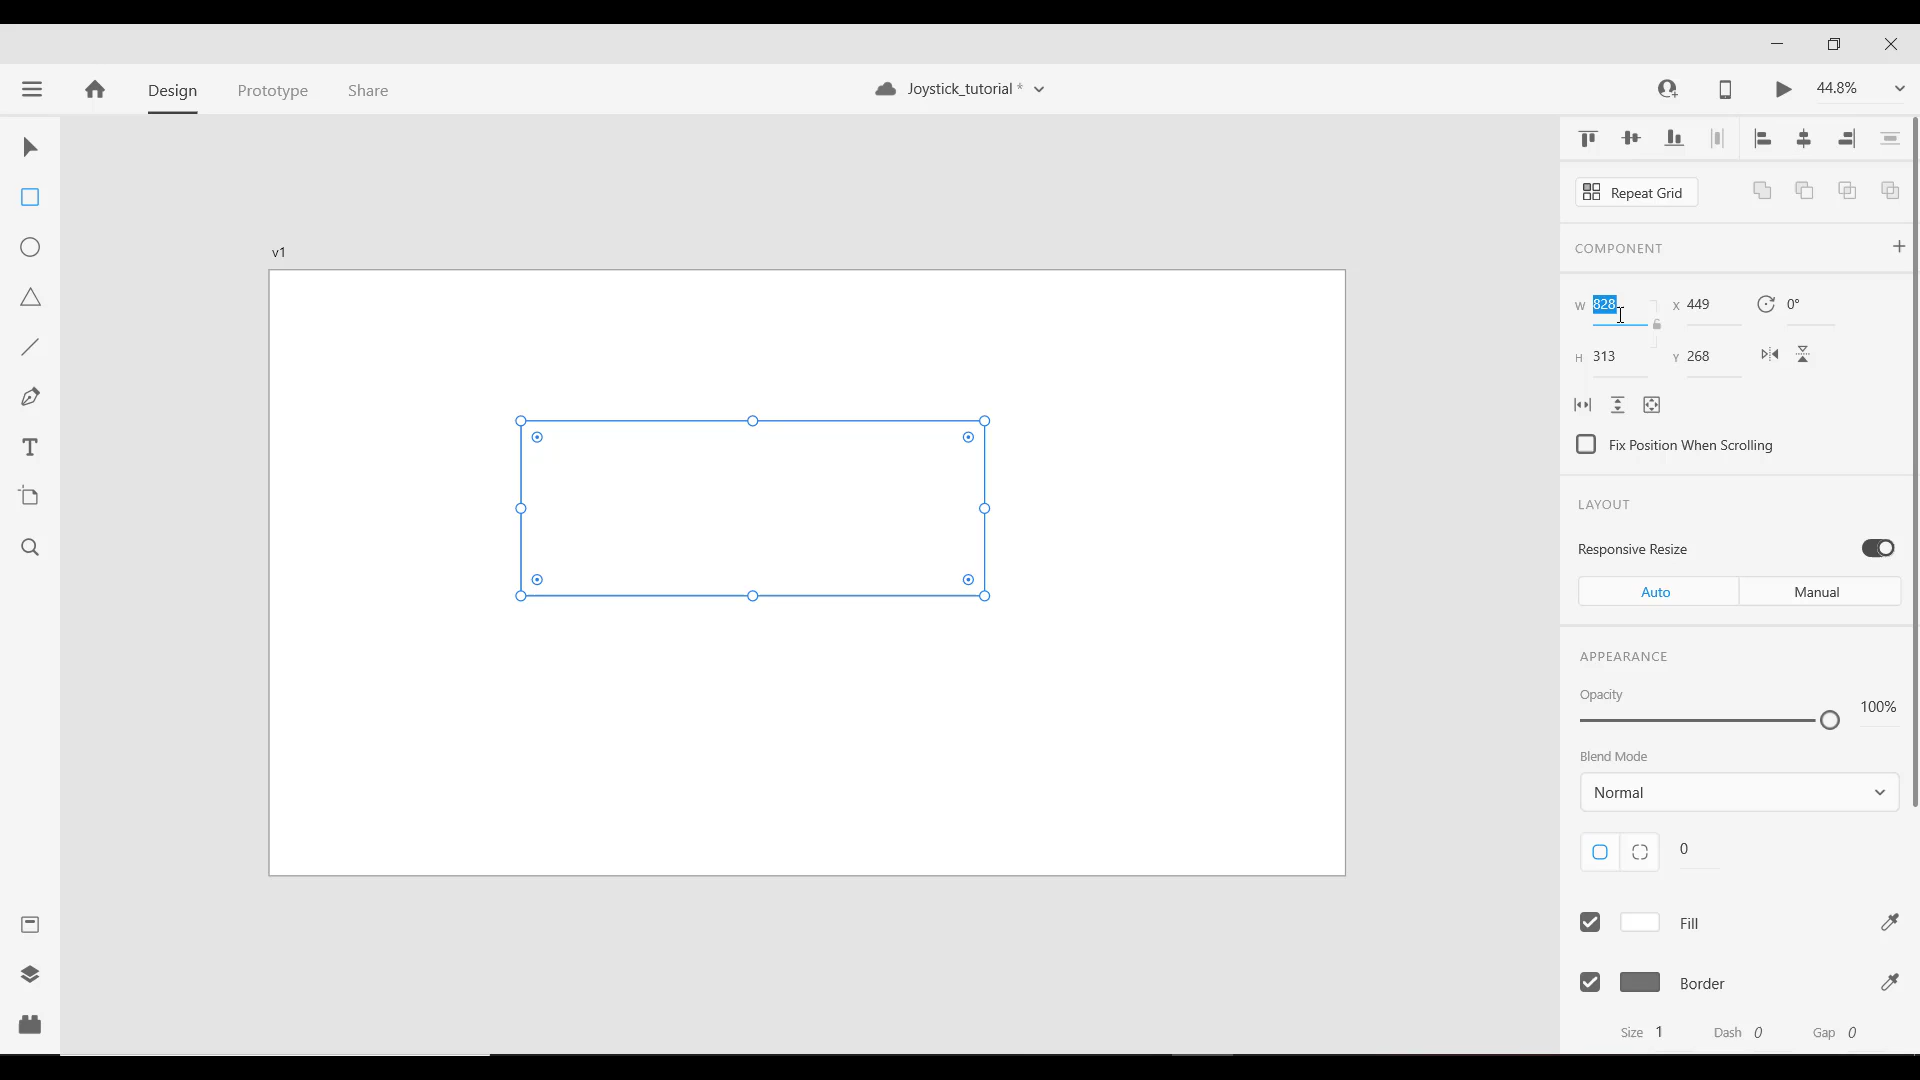 Design Prototype Share Joystick_tutorial * 44.8%
Repeat Grid
COMPONENT
v1
W 828 X 449 0°
H 313 Y 268
Fix Position When Scrolling
LAYOUT
Responsive Resize
Auto Manual
APPEARANCE
Opacity
100%
Blend Mode
Normal
0
Fill
Border
Size 1 Dash 0 Gap 0